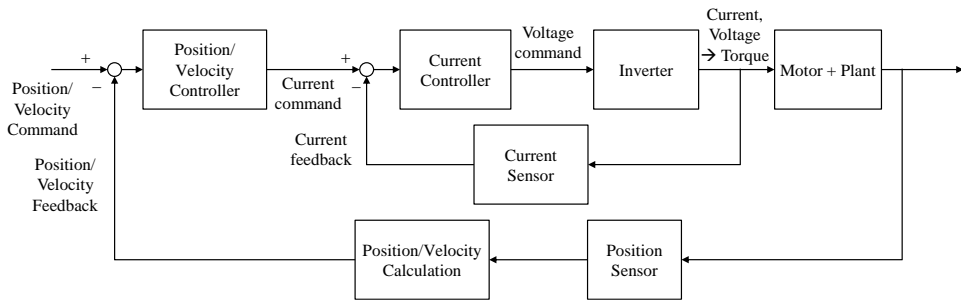 +
−
Position/
Velocity
Command
Position/
Velocity
Feedback
Position/
Velocity
Controller
Current
command
+
−
Current
feedback
Current
Controller
Voltage
command
Inverter
Current,
Voltage
→ Torque
Motor + Plant
Current
Sensor
Position/Velocity
Calculation
Position
Sensor